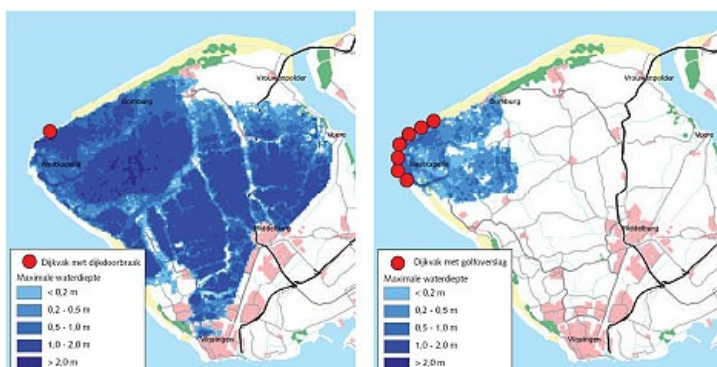 Vrouwenpolder
Domburg
Veere
Westkapelle
Middelburg
Vlissingen
Dijkvak met dijkdoorbraak
Maximale waterdiepte
< 0,2 m
0,2 - 0,5 m
0,5 - 1,0 m
1,0 - 2,0 m
> 2,0 m
Vrouwenpolder
Domburg
Veere
Westkapelle
Middelburg
Vlissingen
Dijkvak met golfoverslag
Maximale waterdiepte
< 0,2 m
0,2 - 0,5 m
0,5 - 1,0 m
1,0 - 2,0 m
> 2,0 m